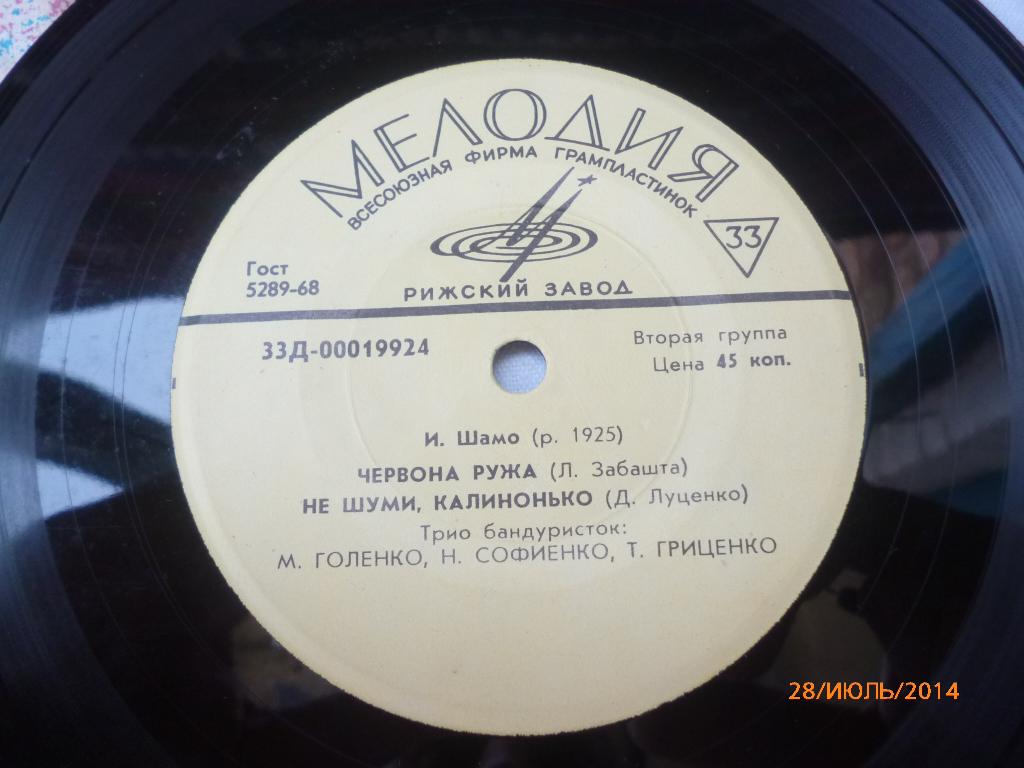 МЕЛОДИЯ
ВСЕСОЮЗНАЯ ФИРМА ГРАМПЛАСТИНОК
33
Гост
5289-68
РИЖСКИЙ ЗАВОД
33Д-00019924
Вторая группа
Цена 45 коп.
И. Шамо (р. 1925)
ЧЕРВОНА РУЖА (Л. Забашта)
НЕ ШУМИ, КАЛИНОНЬКО (Д. Луценко)
Трио бандуристок:
М. ГОЛЕНКО, Н. СОФИЕНКО, Т. ГРИЦЕНКО
28/ИЮЛЬ/2014